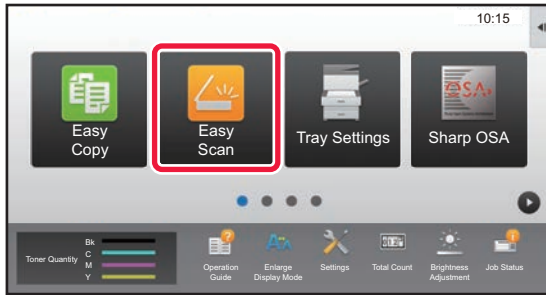 10:15
Easy
Copy
Easy
Scan
Tray Settings
Sharp OSA
Toner Quantity
Bk
C
M
Y
Operation
Guide
Enlarge
Display Mode
Settings
Total Count
Brightness
Adjustment
Job Status